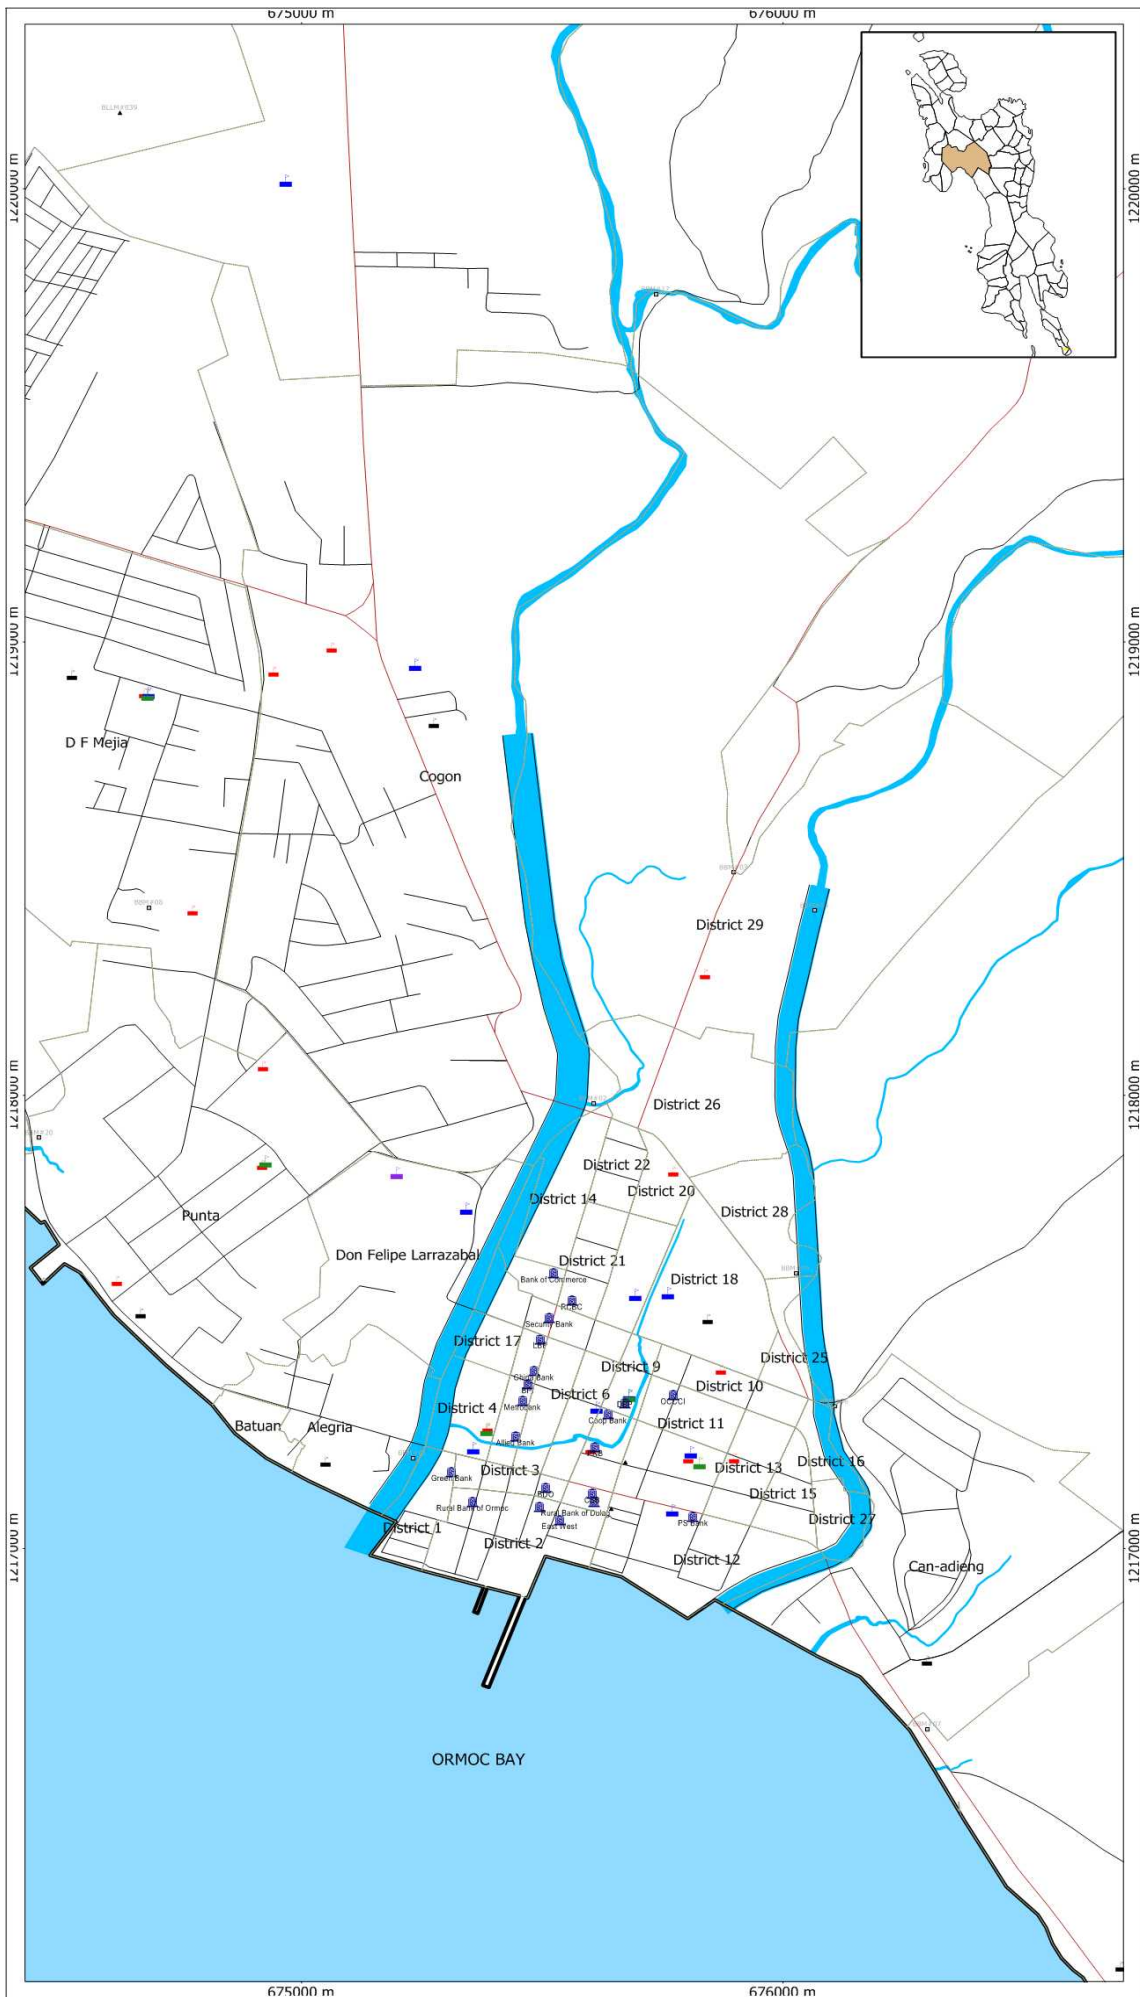 675000 m
676000 m
BLLM#839
1220000 m
1220000 m
1219000 m
1219000 m
D F Mejia
Cogon
BBM#08
District 29
District 26
1218000 m
1218000 m
District 22
District 20
District 14
Punta
District 28
Don Felipe Larrazabal
District 21
Bank of Commerce
District 18
RCBC
Security Bank
District 17
LBP
District 25
District 9
China Bank
BPI
District 10
District 6
OCCCI
Metrobank
District 4
Coop Bank
District 11
Batuan
Alegria
Allied Bank
PNB
District 16
District 13
District 3
Green Bank
District 15
BDO
Rural Bank of Ormoc
Rural Bank of Dulag
PS Bank
East West
District 27
District 1
District 2
District 12
1217000 m
1217000 m
Can-adieng
ORMOC BAY
675000 m
676000 m